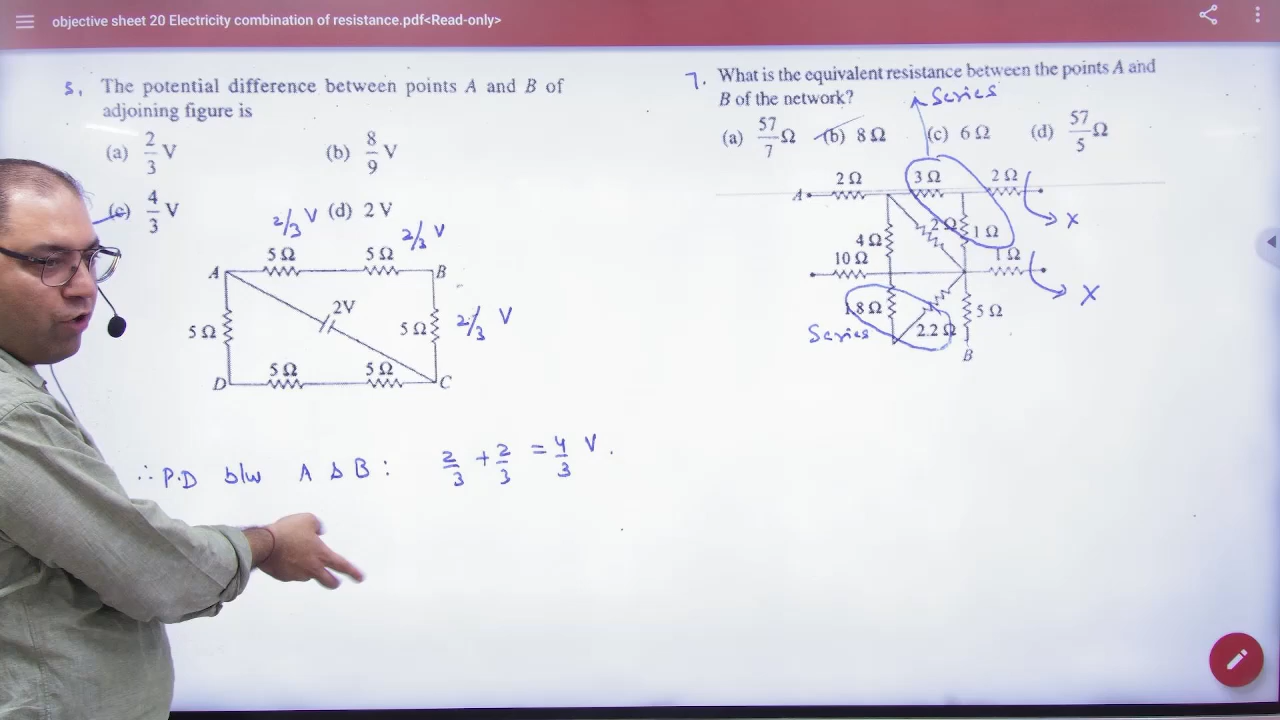 objective sheet 20 Electricity combination of resistance.pdf<Read-only>
5. The potential difference between points A and B of
adjoining figure is
(a) 2/3 V (b) 8/9 V
(c) 4/3 V (d) 2 V
2/3 V 2/3 V
5 Ω 5 Ω
A B
2V
5 Ω 5 Ω 2/3 V
5 Ω 5 Ω
D C
∴ P.D b/w A & B : 2/3 + 2/3 = 4/3 V.
7. What is the equivalent resistance between the points A and
B of the network?
Series
(a) 57/7 Ω (b) 8 Ω (c) 6 Ω (d) 57/5 Ω
2 Ω 3 Ω 2 Ω
A
X
4 Ω 2 Ω 1 Ω
10 Ω 1 Ω
X
1.8 Ω 5 Ω
Series 2.2 Ω
B